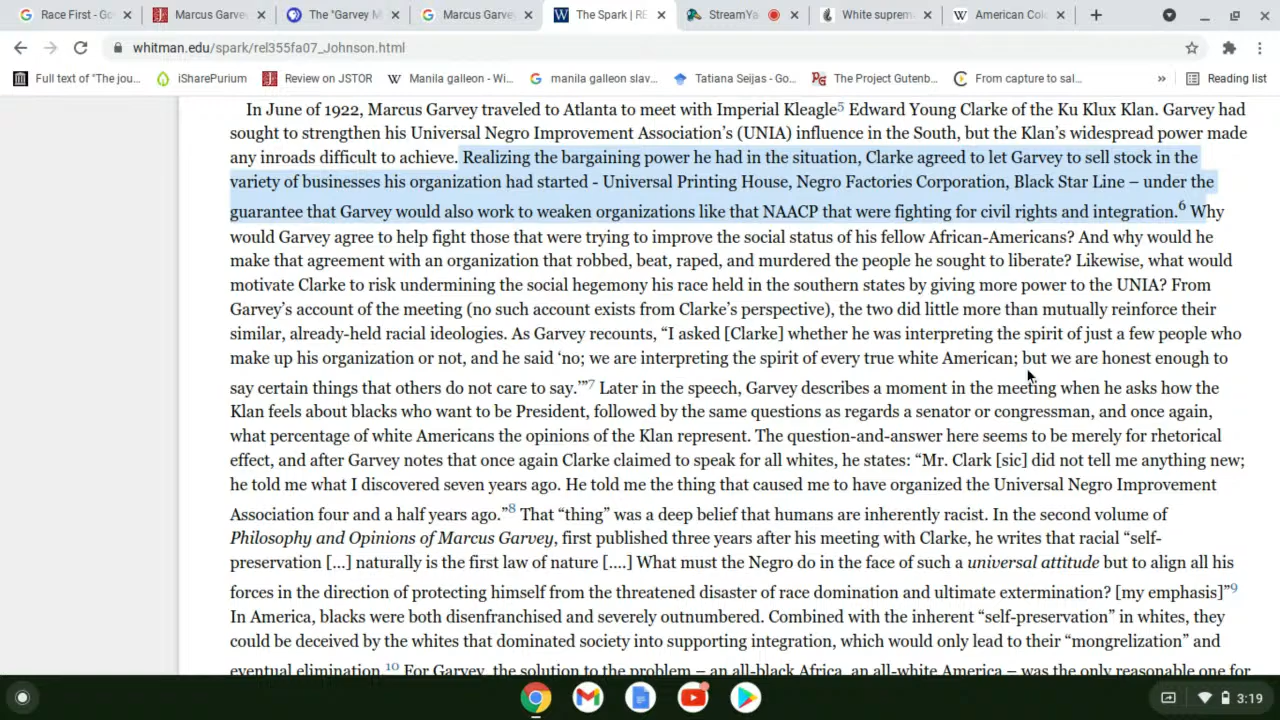 Race First - Go
Marcus Garve
The "Garvey M
Marcus Garve
The Spark | RE
StreamYa
White suprem
American Col
whitman.edu/spark/rel355fa07_Johnson.html
Full text of "The jou...
iSharePurium
Review on JSTOR
Manila galleon - Wi...
manila galleon slav...
Tatiana Seijas - Go...
The Project Gutenb...
From capture to sal...
»
Reading list
In June of 1922, Marcus Garvey traveled to Atlanta to meet with Imperial Kleagle5 Edward Young Clarke of the Ku Klux Klan. Garvey had
sought to strengthen his Universal Negro Improvement Association's (UNIA) influence in the South, but the Klan's widespread power made
any inroads difficult to achieve. Realizing the bargaining power he had in the situation, Clarke agreed to let Garvey to sell stock in the
variety of businesses his organization had started - Universal Printing House, Negro Factories Corporation, Black Star Line – under the
guarantee that Garvey would also work to weaken organizations like that NAACP that were fighting for civil rights and integration.6 Why
would Garvey agree to help fight those that were trying to improve the social status of his fellow African-Americans? And why would he
make that agreement with an organization that robbed, beat, raped, and murdered the people he sought to liberate? Likewise, what would
motivate Clarke to risk undermining the social hegemony his race held in the southern states by giving more power to the UNIA? From
Garvey's account of the meeting (no such account exists from Clarke's perspective), the two did little more than mutually reinforce their
similar, already-held racial ideologies. As Garvey recounts, "I asked [Clarke] whether he was interpreting the spirit of just a few people who
make up his organization or not, and he said 'no; we are interpreting the spirit of every true white American; but we are honest enough to
say certain things that others do not care to say.'"7 Later in the speech, Garvey describes a moment in the meeting when he asks how the
Klan feels about blacks who want to be President, followed by the same questions as regards a senator or congressman, and once again,
what percentage of white Americans the opinions of the Klan represent. The question-and-answer here seems to be merely for rhetorical
effect, and after Garvey notes that once again Clarke claimed to speak for all whites, he states: "Mr. Clark [sic] did not tell me anything new;
he told me what I discovered seven years ago. He told me the thing that caused me to have organized the Universal Negro Improvement
Association four and a half years ago."8 That "thing" was a deep belief that humans are inherently racist. In the second volume of
Philosophy and Opinions of Marcus Garvey, first published three years after his meeting with Clarke, he writes that racial "self-
preservation [...] naturally is the first law of nature [....] What must the Negro do in the face of such a universal attitude but to align all his
forces in the direction of protecting himself from the threatened disaster of race domination and ultimate extermination? [my emphasis]"9
In America, blacks were both disenfranchised and severely outnumbered. Combined with the inherent "self-preservation" in whites, they
could be deceived by the whites that dominated society into supporting integration, which would only lead to their "mongrelization" and
eventual elimination.10 For Garvey, the solution to the problem – an all-black Africa, an all-white America – was the only reasonable one for
3:19